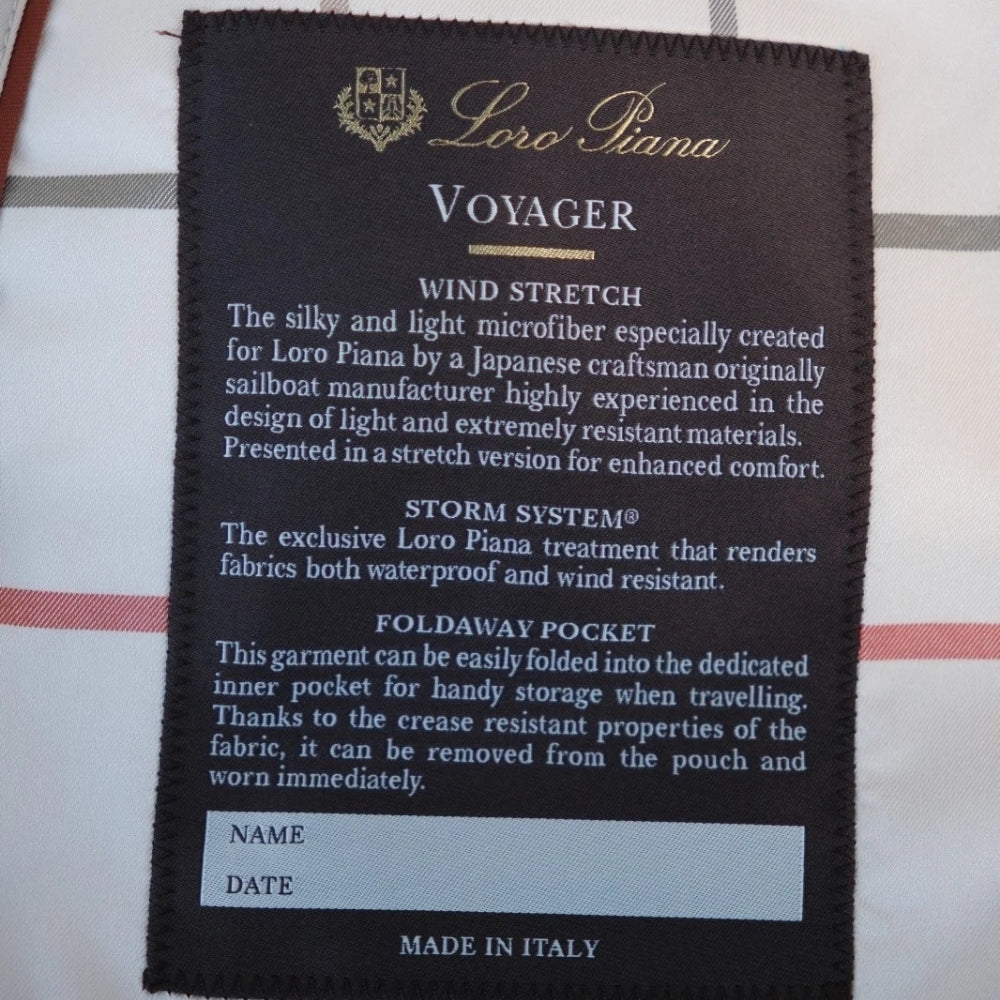 Loro Piana
VOYAGER
WIND STRETCH
The silky and light microfiber especially created
for Loro Piana by a Japanese craftsman originally
sailboat manufacturer highly experienced in the
design of light and extremely resistant materials.
Presented in a stretch version for enhanced comfort.
STORM SYSTEM®
The exclusive Loro Piana treatment that renders
fabrics both waterproof and wind resistant.
FOLDAWAY POCKET
This garment can be easily folded into the dedicated
inner pocket for handy storage when travelling.
Thanks to the crease resistant properties of the
fabric, it can be removed from the pouch and
worn immediately.
NAME
DATE
MADE IN ITALY